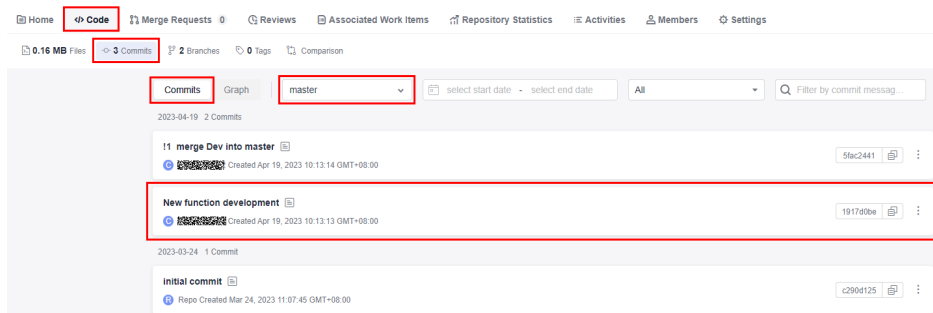 Home </> Code Merge Requests 0 Reviews Associated Work Items Repository Statistics Activities Members Settings
0.16 MB Files 3 Commits 2 Branches 0 Tags Comparison
Commits Graph master select start date - select end date All Filter by commit messag...
2023-04-19 2 Commits
!1 merge Dev into master
5fac2441
C Created Apr 19, 2023 10:13:14 GMT+08:00
New function development
1917d0be
C Created Apr 19, 2023 10:13:13 GMT+08:00
2023-03-24 1 Commit
initial commit
c290d125
R Repo Created Mar 24, 2023 11:07:45 GMT+08:00